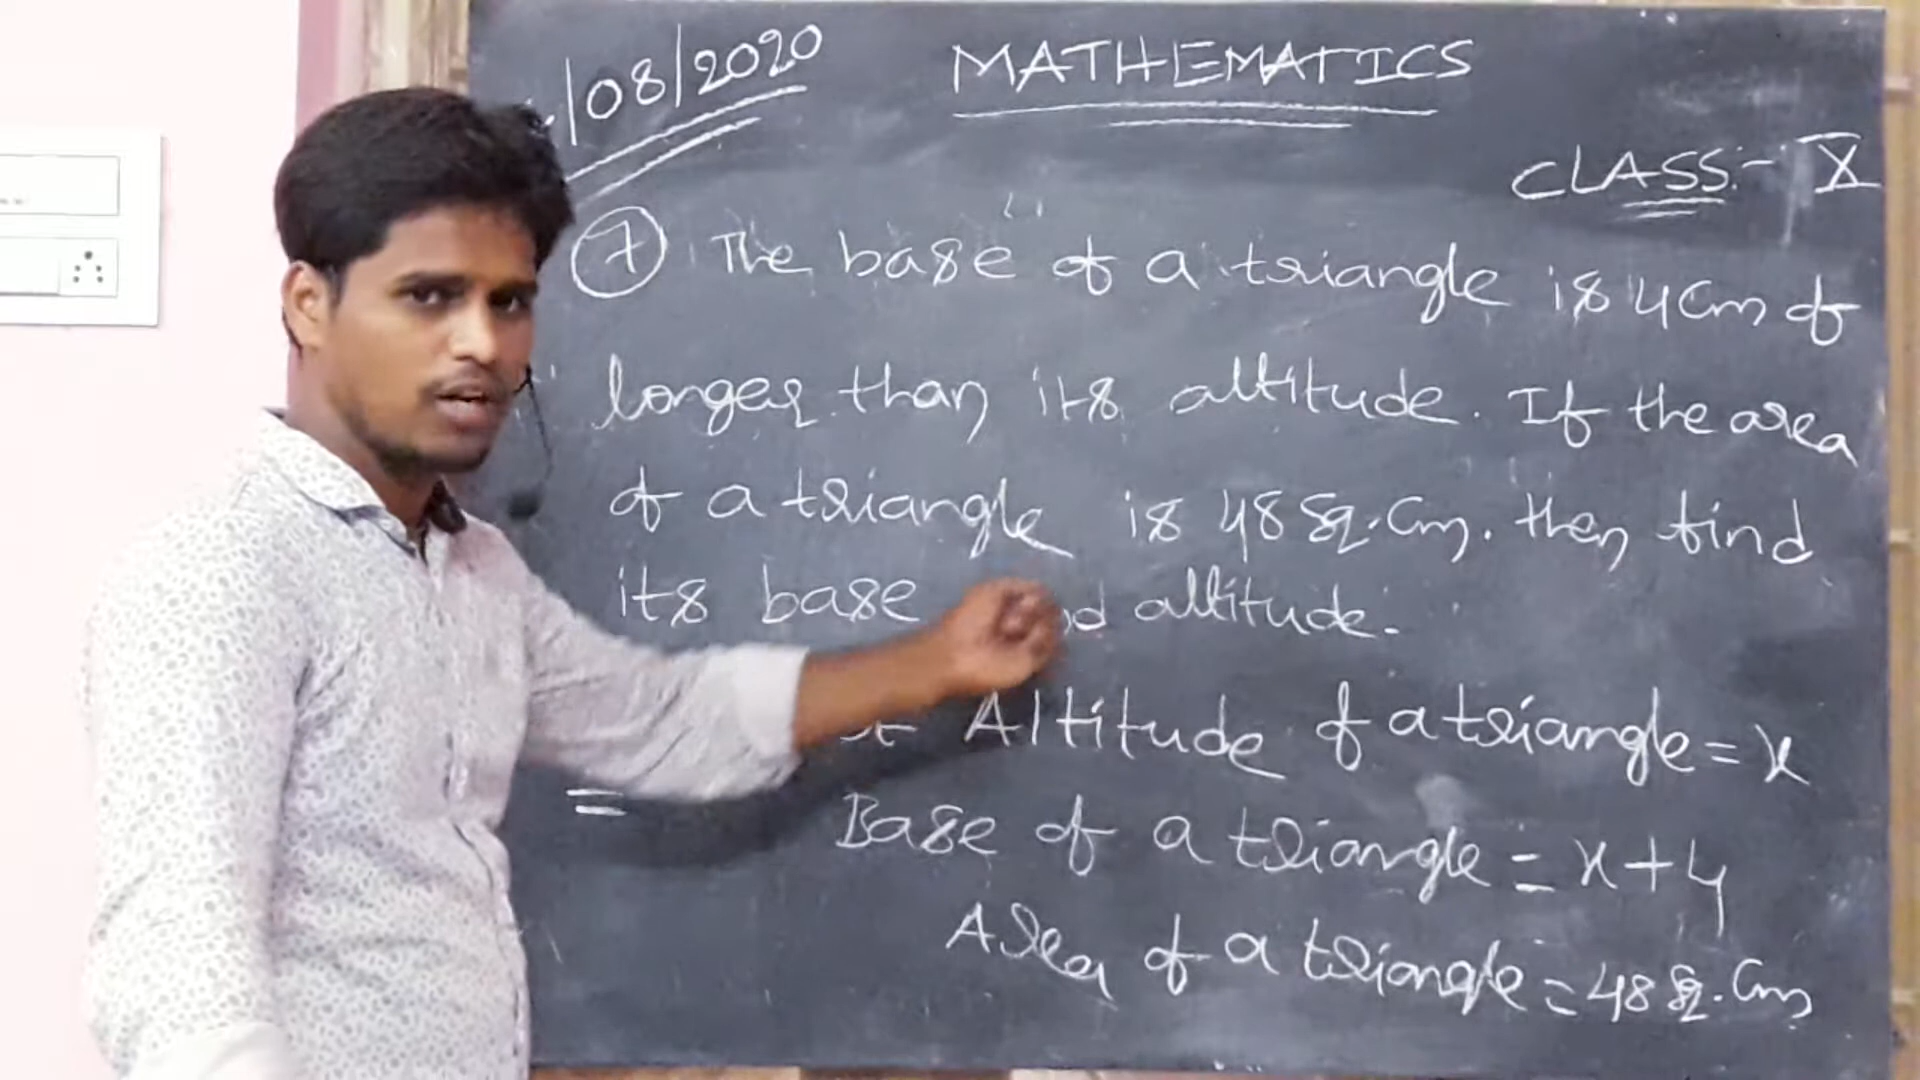 /08/2020
MATHEMATICS
CLASS:- X
7 The base of a triangle is 4cm of
longer than its altitude. If the area
of a triangle is 48 sq.cm. then find
its base altitude.
Altitude of a triangle = x
Base of a triangle = x+4
Area of a triangle = 48 sq.cm